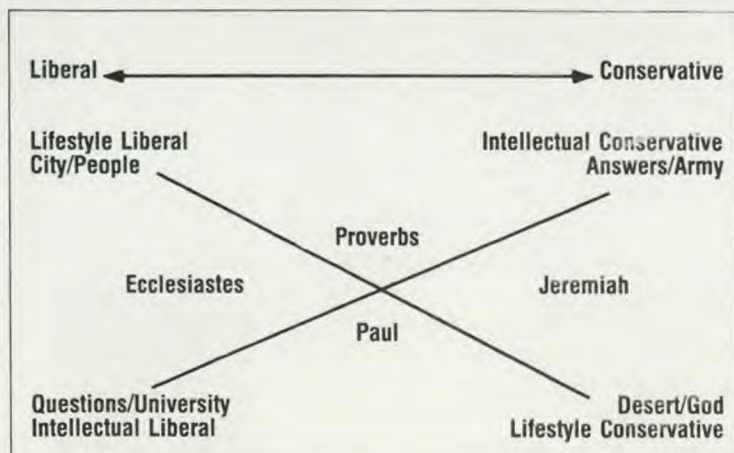 Liberal
Conservative
Lifestyle Liberal
City/People
Intellectual Conservative
Answers/Army
Proverbs
Ecclesiastes
Jeremiah
Paul
Questions/University
Intellectual Liberal
Desert/God
Lifestyle Conservative